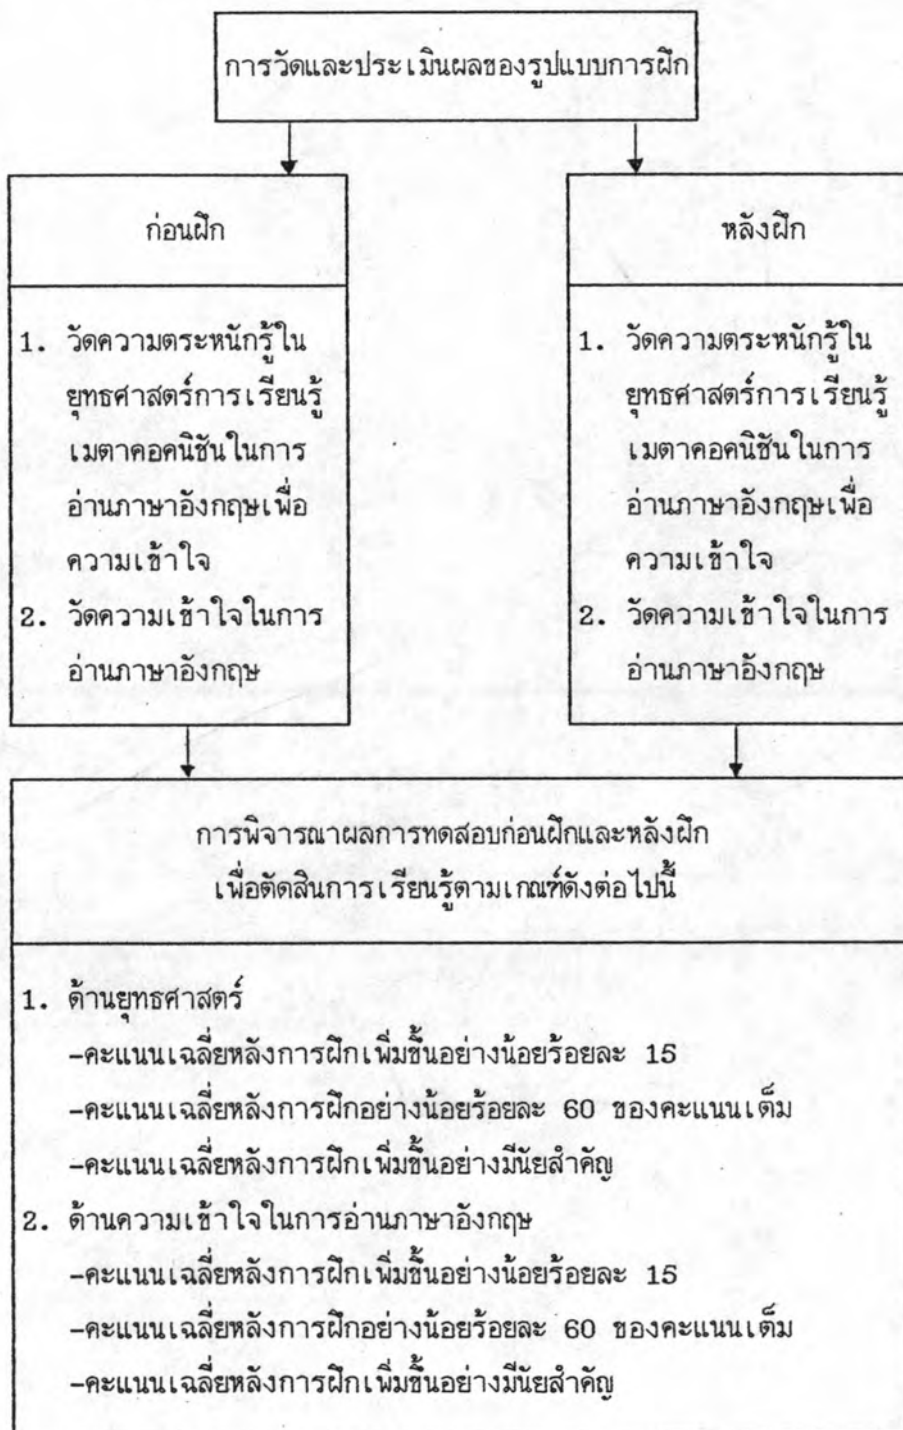 การวัดและประเมินผลของรูปแบบการฝึก
ก่อนฝึก
1. วัดความตระหนักรู้ใน
ยุทธศาสตร์การเรียนรู้
เมตาคอคนิชันในการ
อ่านภาษาอังกฤษเพื่อ
ความเข้าใจ
2. วัดความเข้าใจในการ
อ่านภาษาอังกฤษ
หลังฝึก
1. วัดความตระหนักรู้ใน
ยุทธศาสตร์การเรียนรู้
เมตาคอคนิชันในการ
อ่านภาษาอังกฤษเพื่อ
ความเข้าใจ
2. วัดความเข้าใจในการ
อ่านภาษาอังกฤษ
การพิจารณาผลการทดสอบก่อนฝึกและหลังฝึก
เพื่อตัดสินการเรียนรู้ตามเกณฑ์ดังต่อไปนี้
1. ด้านยุทธศาสตร์
-คะแนนเฉลี่ยหลังการฝึกเพิ่มขึ้นอย่างน้อยร้อยละ 15
-คะแนนเฉลี่ยหลังการฝึกอย่างน้อยร้อยละ 60 ของคะแนนเต็ม
-คะแนนเฉลี่ยหลังการฝึกเพิ่มขึ้นอย่างมีนัยสำคัญ
2. ด้านความเข้าใจในการอ่านภาษาอังกฤษ
-คะแนนเฉลี่ยหลังการฝึกเพิ่มขึ้นอย่างน้อยร้อยละ 15
-คะแนนเฉลี่ยหลังการฝึกอย่างน้อยร้อยละ 60 ของคะแนนเต็ม
-คะแนนเฉลี่ยหลังการฝึกเพิ่มขึ้นอย่างมีนัยสำคัญ